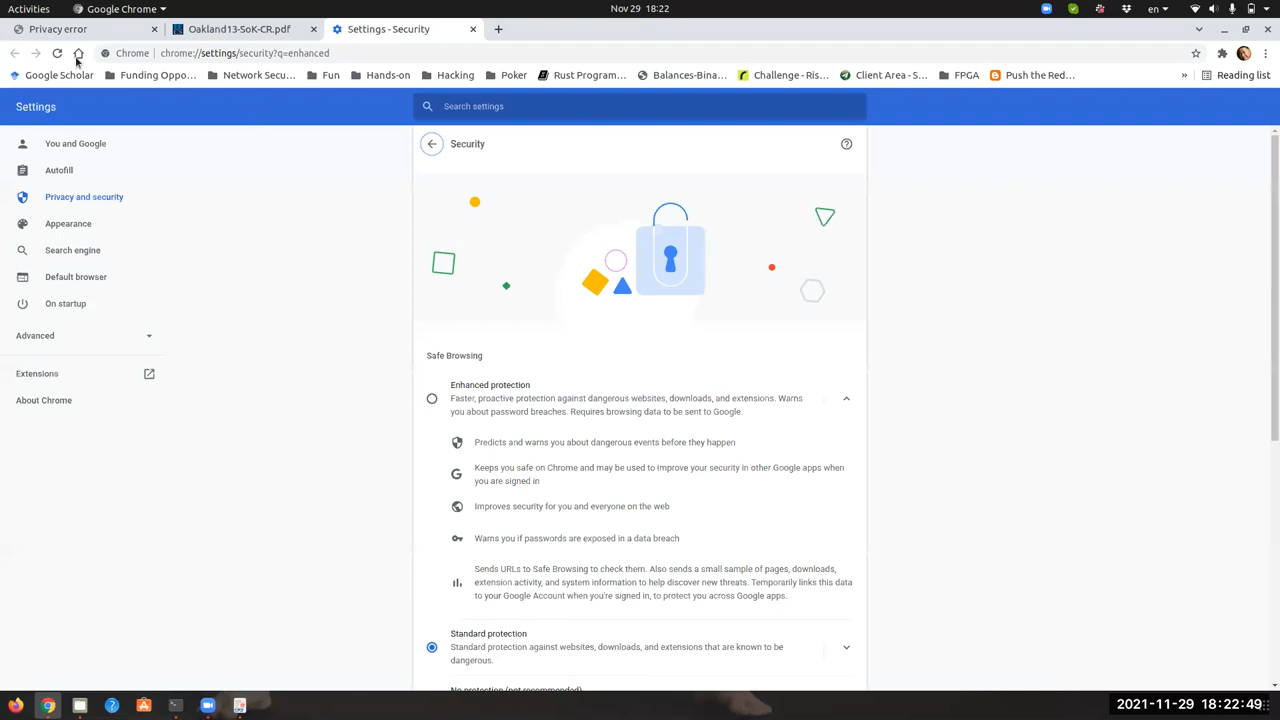 Activities Google Chrome Nov 29 18:22 en
Privacy error Oakland13-SoK-CR.pdf Settings - Security
Chrome chrome://settings/security?q=enhanced
Google Scholar Funding Oppo... Network Secu... Fun Hands-on Hacking Poker Rust Program... Balances-Bina... Challenge - Ris... Client Area - S... FPGA Push the Red... » Reading list
Settings
Search settings
You and Google
Autofill
Privacy and security
Appearance
Search engine
Default browser
On startup
Advanced
Extensions
About Chrome
Security
Safe Browsing
Enhanced protection
Faster, proactive protection against dangerous websites, downloads, and extensions. Warns
you about password breaches. Requires browsing data to be sent to Google.
Predicts and warns you about dangerous events before they happen
Keeps you safe on Chrome and may be used to improve your security in other Google apps when
you are signed in
Improves security for you and everyone on the web
Warns you if passwords are exposed in a data breach
Sends URLs to Safe Browsing to check them. Also sends a small sample of pages, downloads,
extension activity, and system information to help discover new threats. Temporarily links this data
to your Google Account when you're signed in, to protect you across Google apps.
Standard protection
Standard protection against websites, downloads, and extensions that are known to be
dangerous.
No protection (not recommended)
2021-11-29 18:22:49